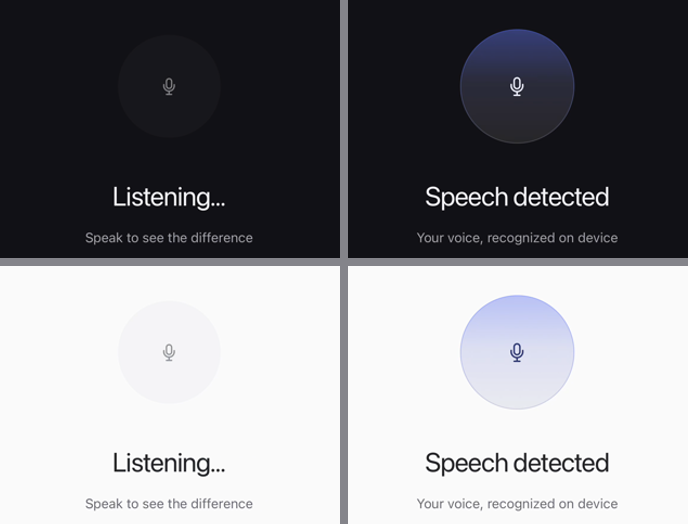 Listening...
Speak to see the difference
Speech detected
Your voice, recognized on device
Listening...
Speak to see the difference
Speech detected
Your voice, recognized on device